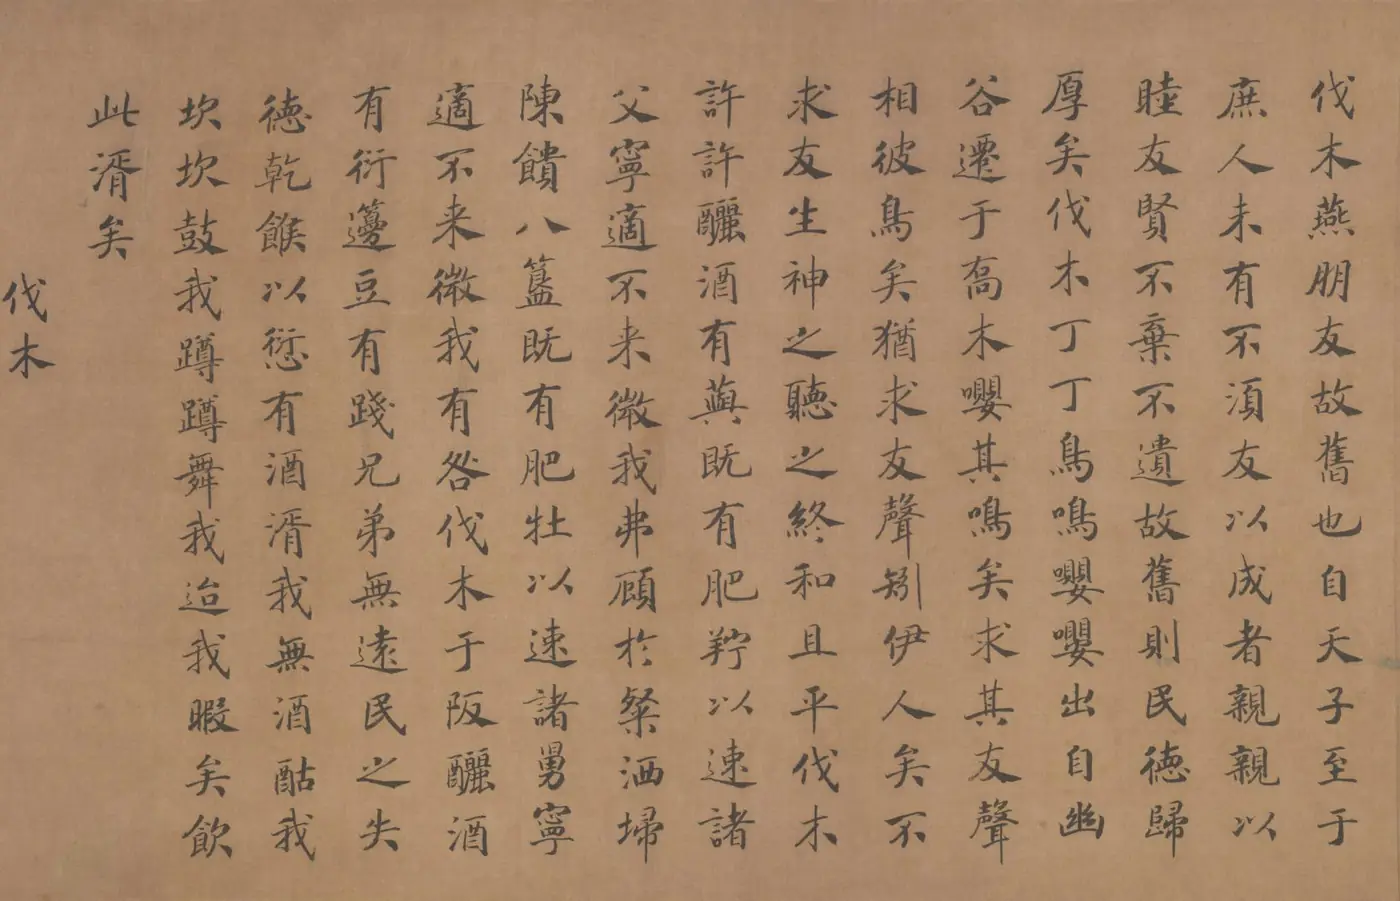 伐木燕朋友故舊也自天子至于
庶人未有不湏友以成者親親以
睦友賢不棄不遺故舊則民德歸
厚矣伐木丁丁鳥鳴嚶嚶出自幽
谷遷于喬木嚶其鳴矣求其友聲
相彼鳥矣猶求友聲矧伊人矣不
求友生神之聽之終和且平伐木
許許釃酒有藇既有肥羜以速諸
父寧適不来微我弗顧於粲洒埽
陳饋八簋既有肥牡以速諸舅寧
適不来微我有咎伐木于阪釃酒
有衍籩豆有踐兄弟無遠民之失
德乾餱以愆有酒湑我無酒酤我
坎坎鼓我蹲蹲舞我迨我暇矣飲
此湑矣
伐木